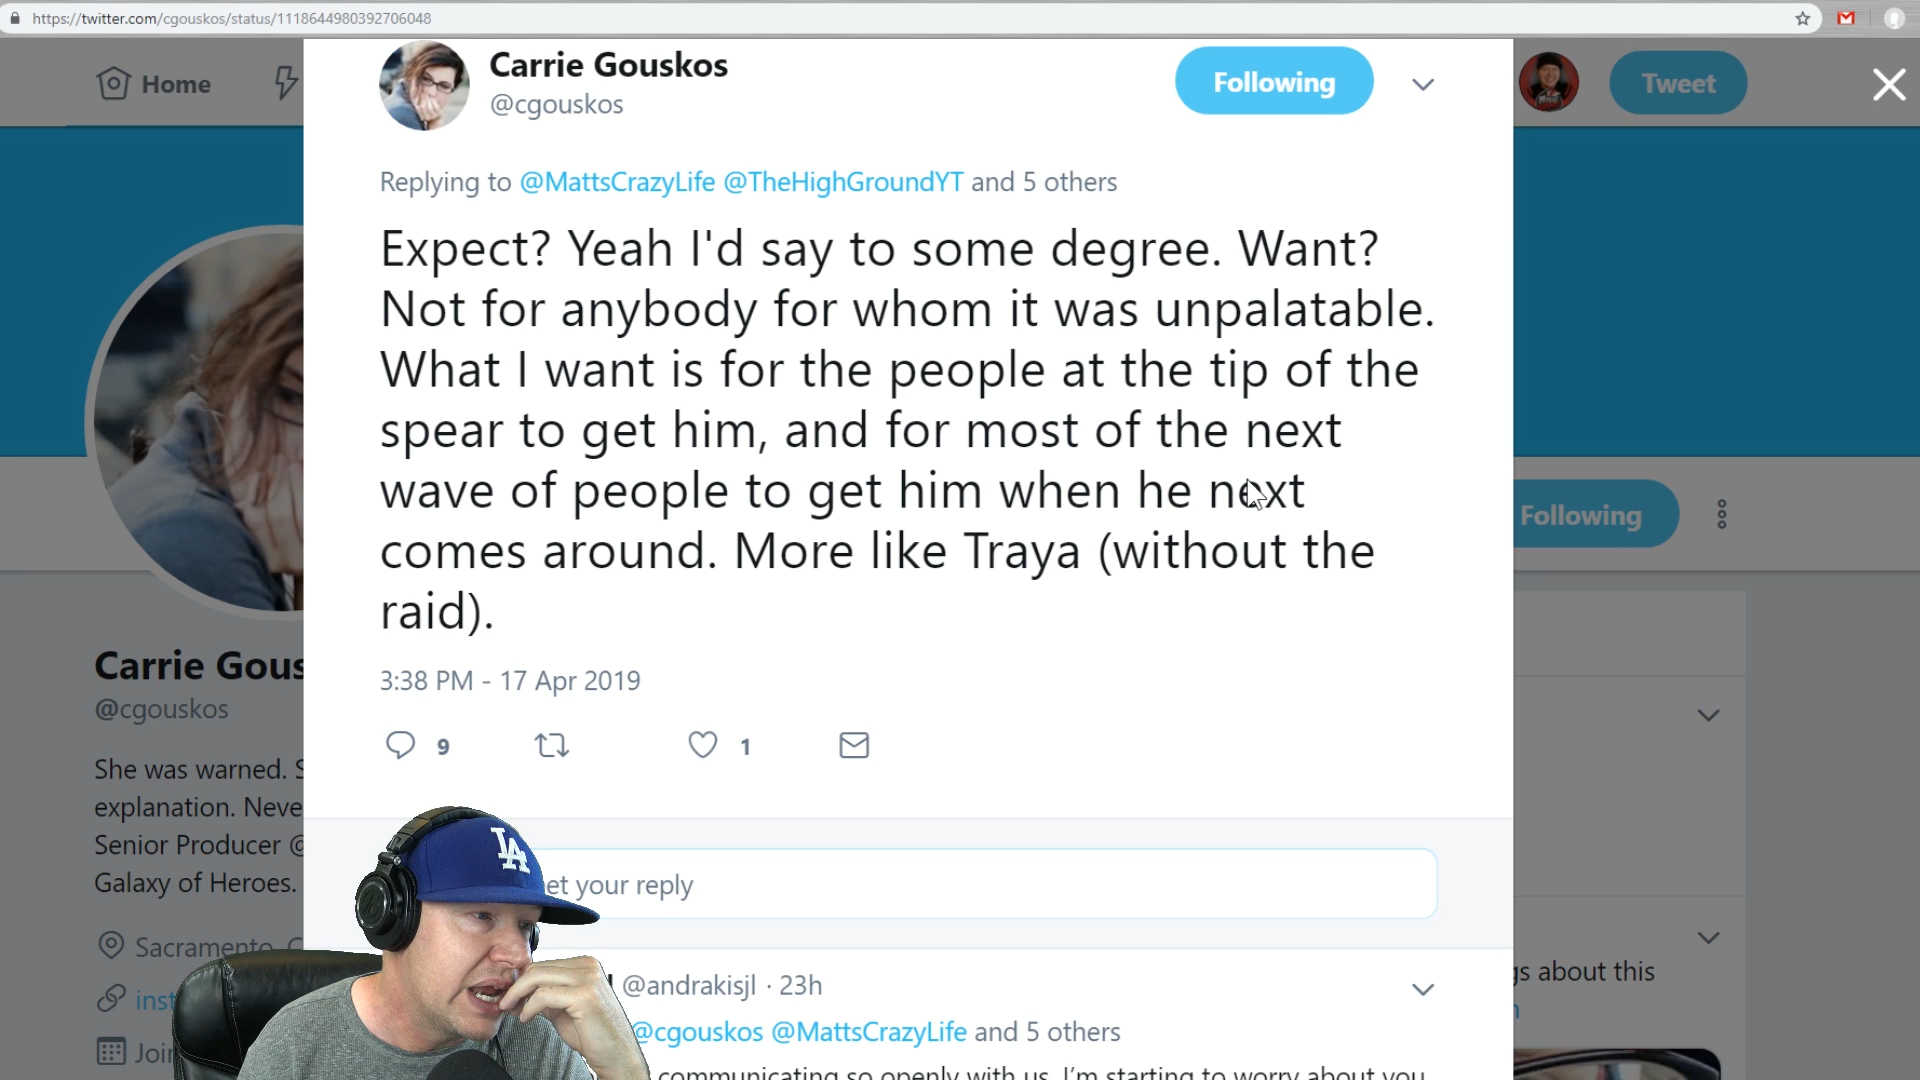 https://twitter.com/cgouskos/status/1118644980392706048
Home
Carrie Gouskos
@cgouskos
Following
Tweet
Replying to @MattsCrazyLife @TheHighGroundYT and 5 others
Expect? Yeah I'd say to some degree. Want?
Not for anybody for whom it was unpalatable.
What I want is for the people at the tip of the
spear to get him, and for most of the next
wave of people to get him when he next
comes around. More like Traya (without the
raid).
3:38 PM - 17 Apr 2019
9
1
Following
Carrie Gous
@cgouskos
She was warned. S
explanation. Neve
Senior Producer @
Galaxy of Heroes.
Sacramento, C
inst
Joi
LA
et your reply
@andrakisjl · 23h
@cgouskos @MattsCrazyLife and 5 others
communicating so openly with us, I'm starting to worry about you
gs about this